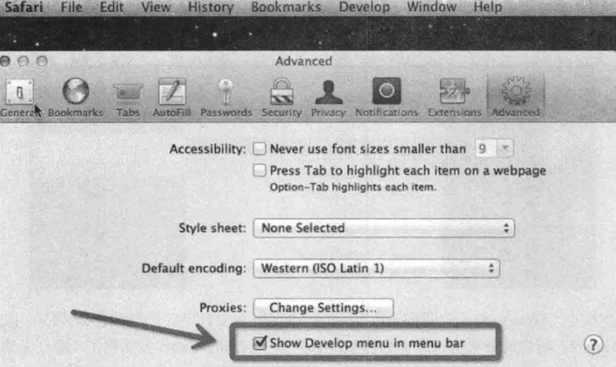 Safari File Edit View History Bookmarks Develop Window Help
Advanced
General Bookmarks Tabs AutoFill Passwords Security Privacy Notifications Extensions Advanced
Accessibility: Never use font sizes smaller than 9
Press Tab to highlight each item on a webpage
Option-Tab highlights each item.
Style sheet: None Selected
Default encoding: Western (ISO Latin 1)
Proxies: Change Settings...
Show Develop menu in menu bar
?